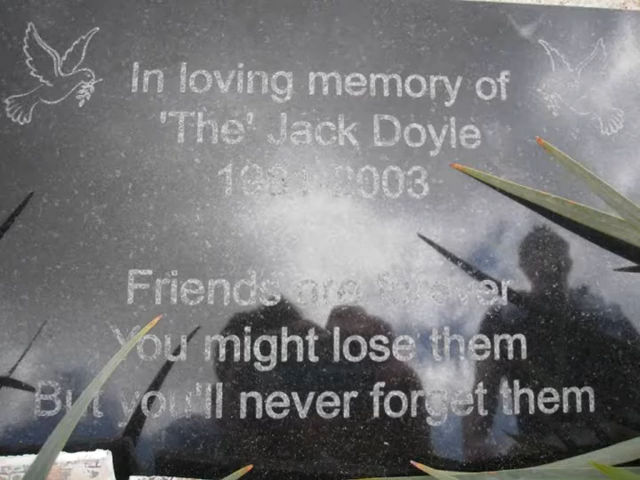 In loving memory of
'The' Jack Doyle
2003
Friends are forever
You might lose them
But you'll never forget them